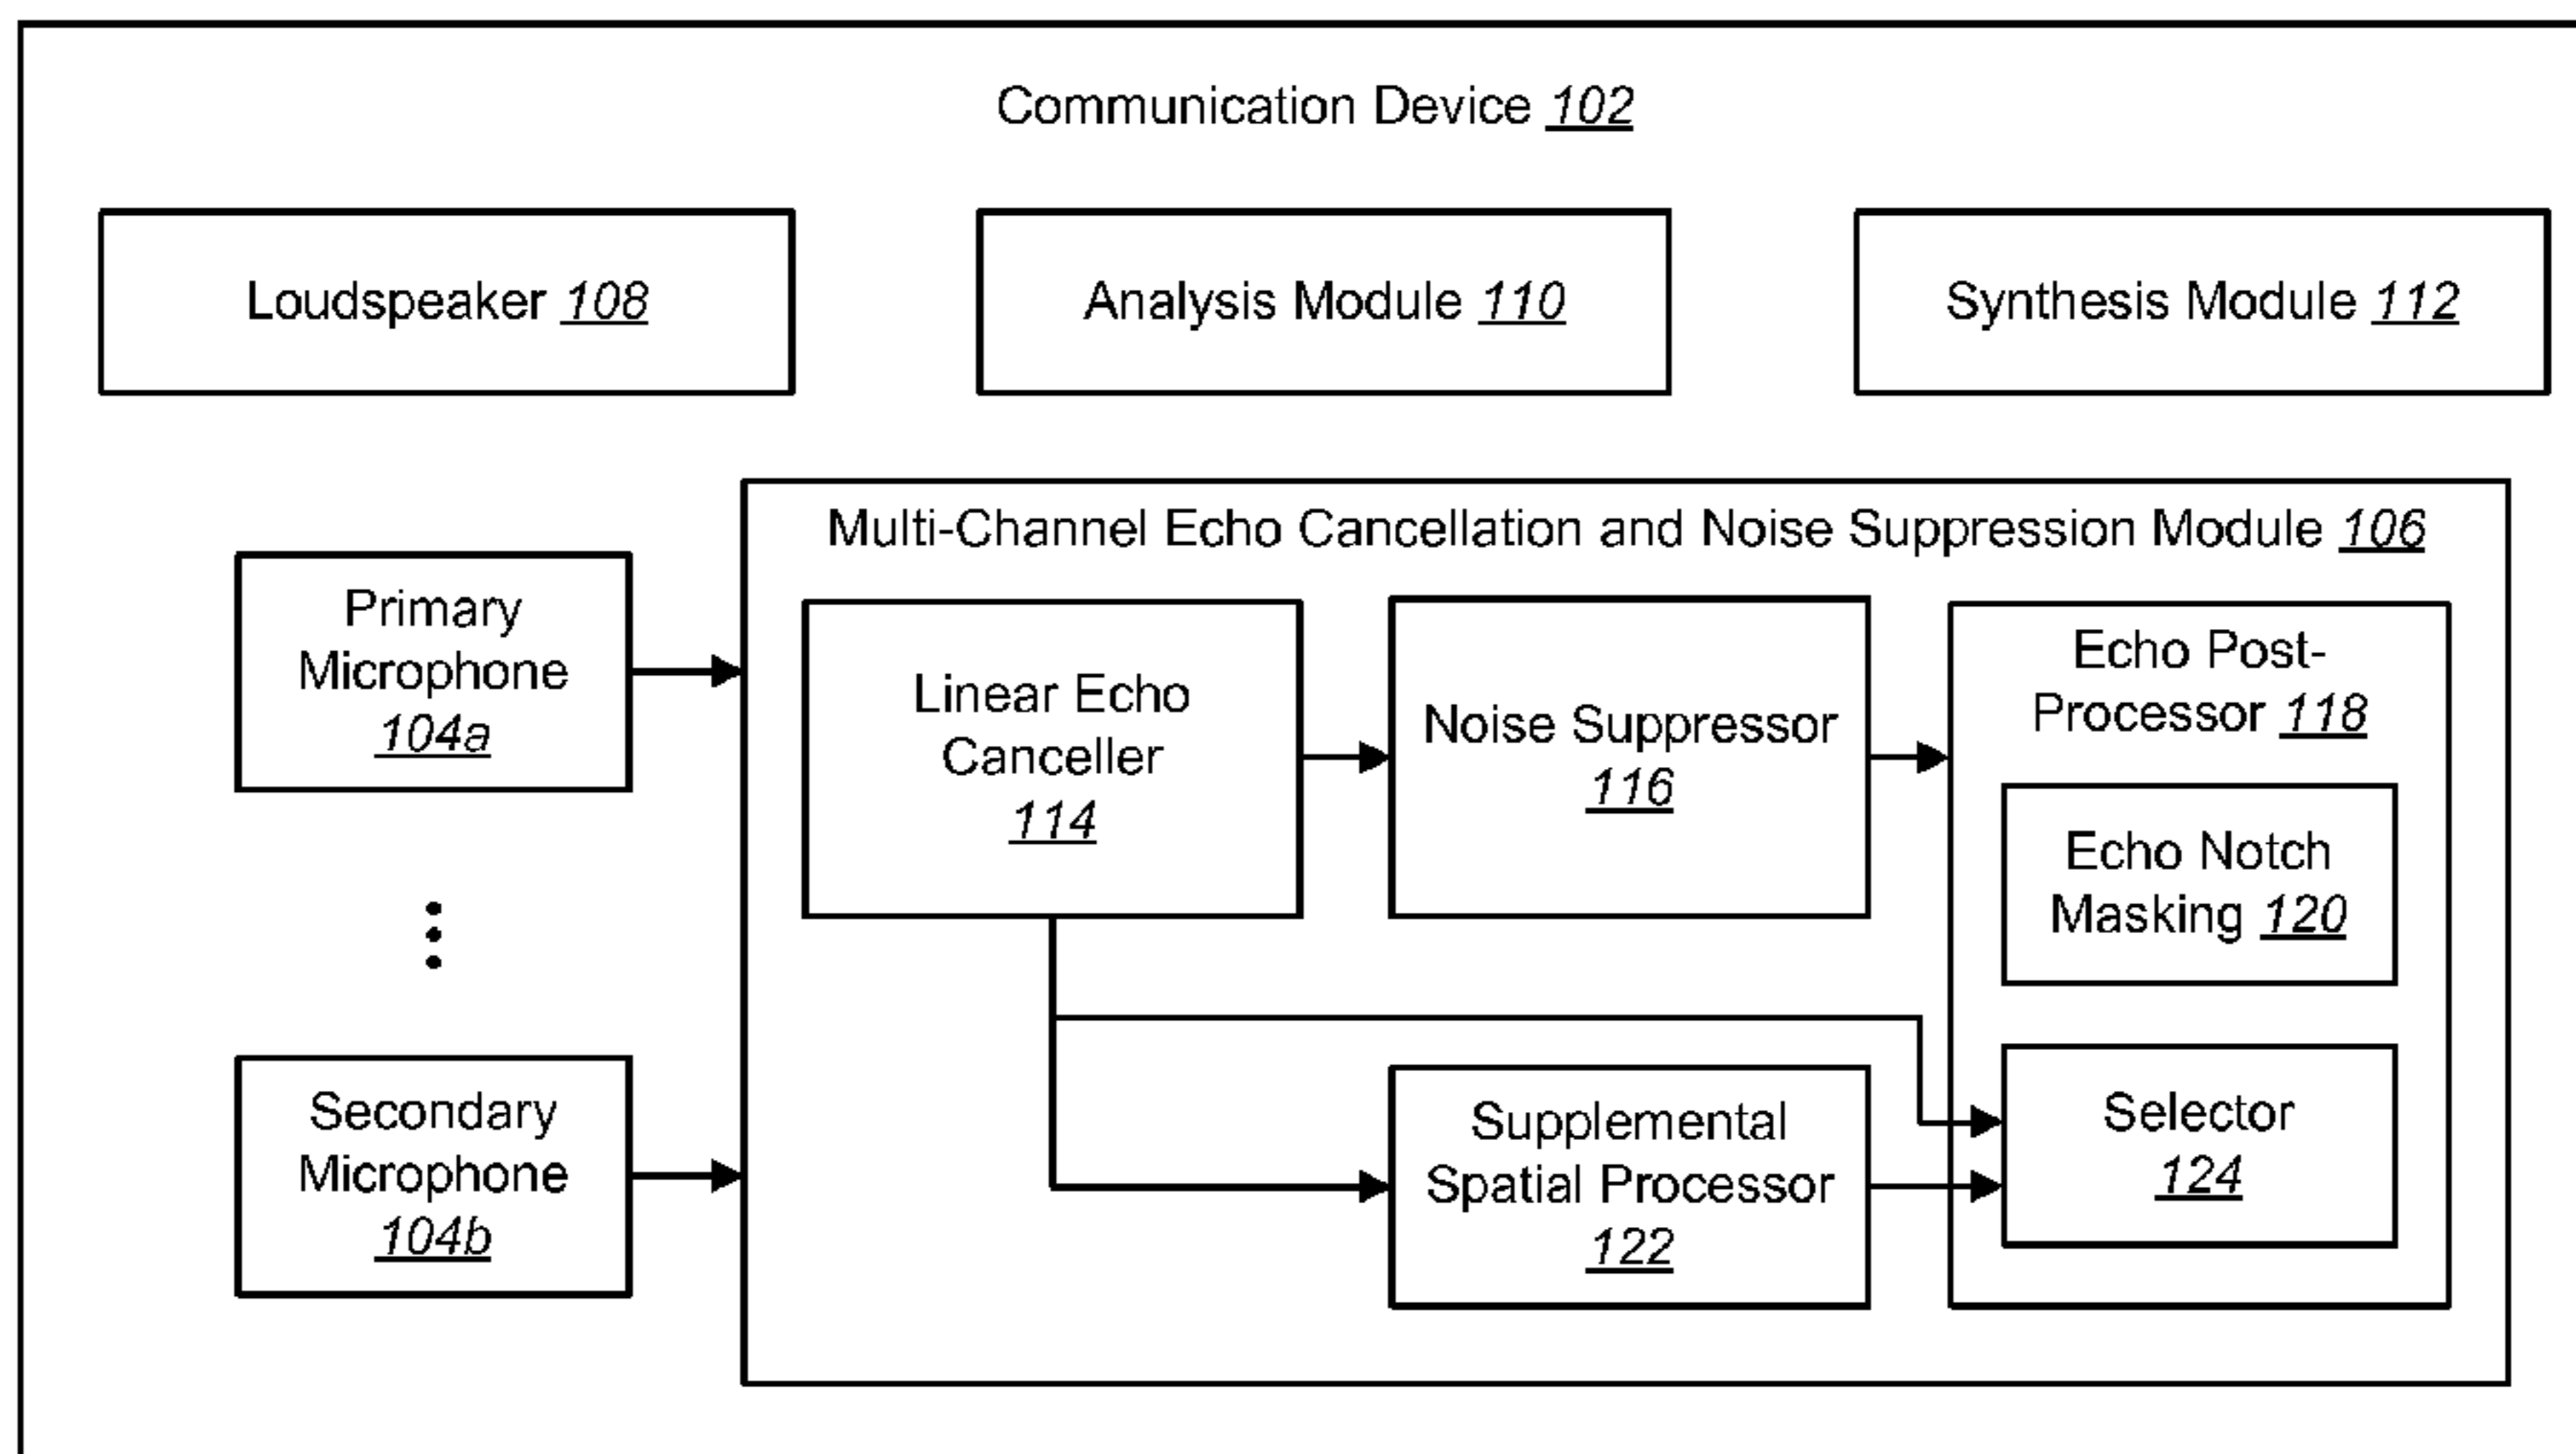 Communication Device 102
Loudspeaker 108
Analysis Module 110
Synthesis Module 112
Multi-Channel Echo Cancellation and Noise Suppression Module 106
Primary
Microphone
104a
Linear Echo
Canceller
114
Noise Suppressor
116
Echo Post-
Processor 118
Echo Notch
Masking 120
Secondary
Microphone
104b
Supplemental
Spatial Processor
122
Selector
124